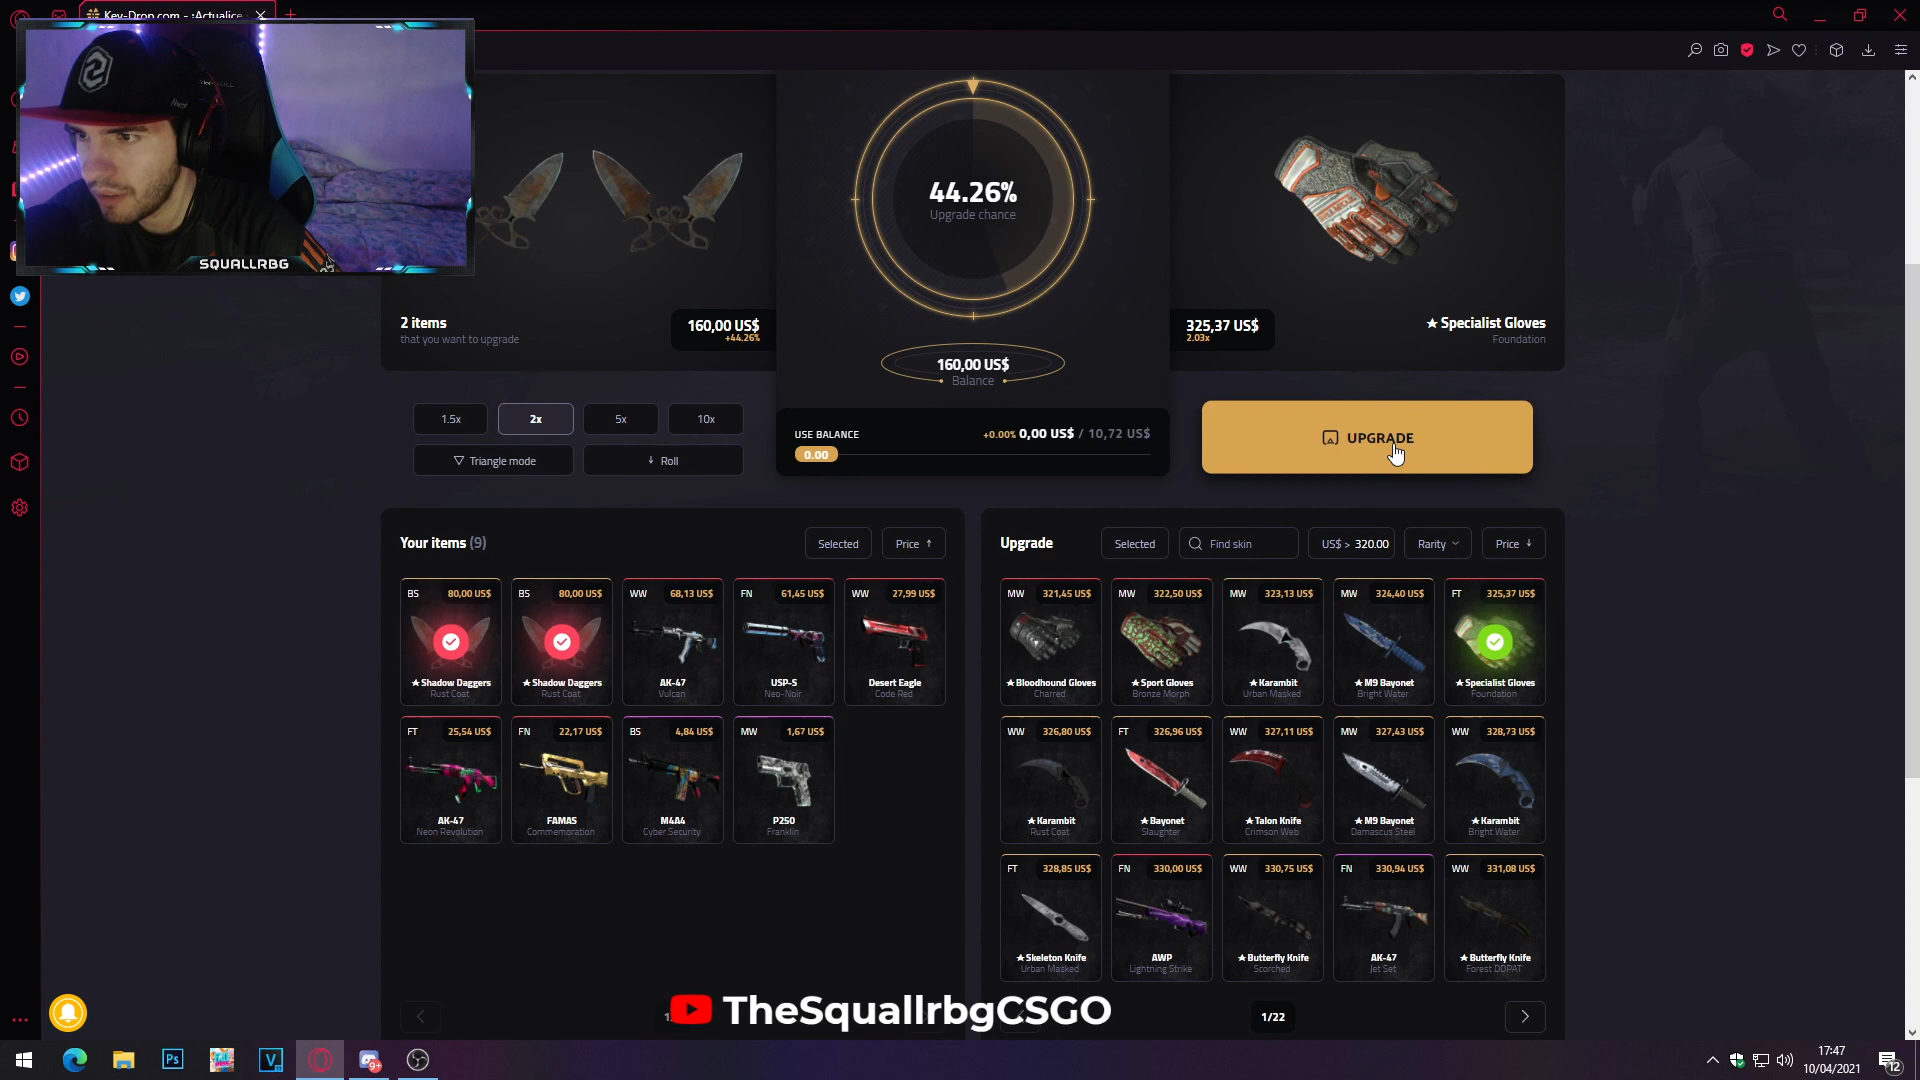 Key-Drop.com - ¡Actualice
SQUALLRBG
2 items
that you want to upgrade
160,00 US$
+44.26%
44.26%
Upgrade chance
160,00 US$
Balance
325,37 US$
2.03x
★ Specialist Gloves
Foundation
1.5x
2x
5x
10x
Triangle mode
Roll
USE BALANCE
+0.00% 0,00 US$ / 10,72 US$
0.00
UPGRADE
Your items (9)
Selected
Price
BS 80,00 US$
★ Shadow Daggers
Rust Coat
BS 80,00 US$
★ Shadow Daggers
Rust Coat
WW 68,13 US$
AK-47
Vulcan
FN 61,45 US$
USP-S
Neo-Noir
WW 27,99 US$
Desert Eagle
Code Red
FT 25,54 US$
AK-47
Neon Revolution
FN 22,17 US$
FAMAS
Commemoration
BS 4,84 US$
M4A4
Cyber Security
MW 1,67 US$
P250
Franklin
Upgrade
Selected
Find skin
US$ > 320.00
Rarity
Price
MW 321,45 US$
★ Bloodhound Gloves
Charred
MW 322,50 US$
★ Sport Gloves
Bronze Morph
MW 323,13 US$
★ Karambit
Urban Masked
MW 324,40 US$
★ M9 Bayonet
Bright Water
FT 325,37 US$
★ Specialist Gloves
Foundation
WW 326,80 US$
★ Karambit
Rust Coat
FT 326,96 US$
★ Bayonet
Slaughter
WW 327,11 US$
★ Talon Knife
Crimson Web
MW 327,43 US$
★ M9 Bayonet
Damascus Steel
WW 328,73 US$
★ Karambit
Bright Water
FT 328,85 US$
★ Skeleton Knife
Urban Masked
FN 330,00 US$
AWP
Lightning Strike
WW 330,75 US$
★ Butterfly Knife
Scorched
FN 330,94 US$
AK-47
Jet Set
WW 331,08 US$
★ Butterfly Knife
Forest DDPAT
TheSquallrbgCSGO
1/22
Ps
V
9+
17:47
10/04/2021
12